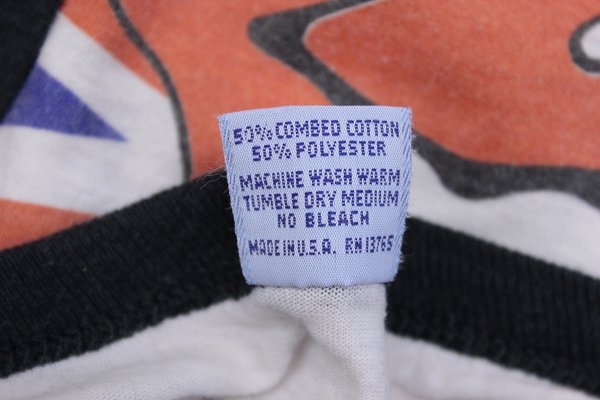 50% COMBED COTTON
50% POLYESTER
MACHINE WASH WARM
TUMBLE DRY MEDIUM
NO BLEACH
MADE IN U.S.A. RN 13765